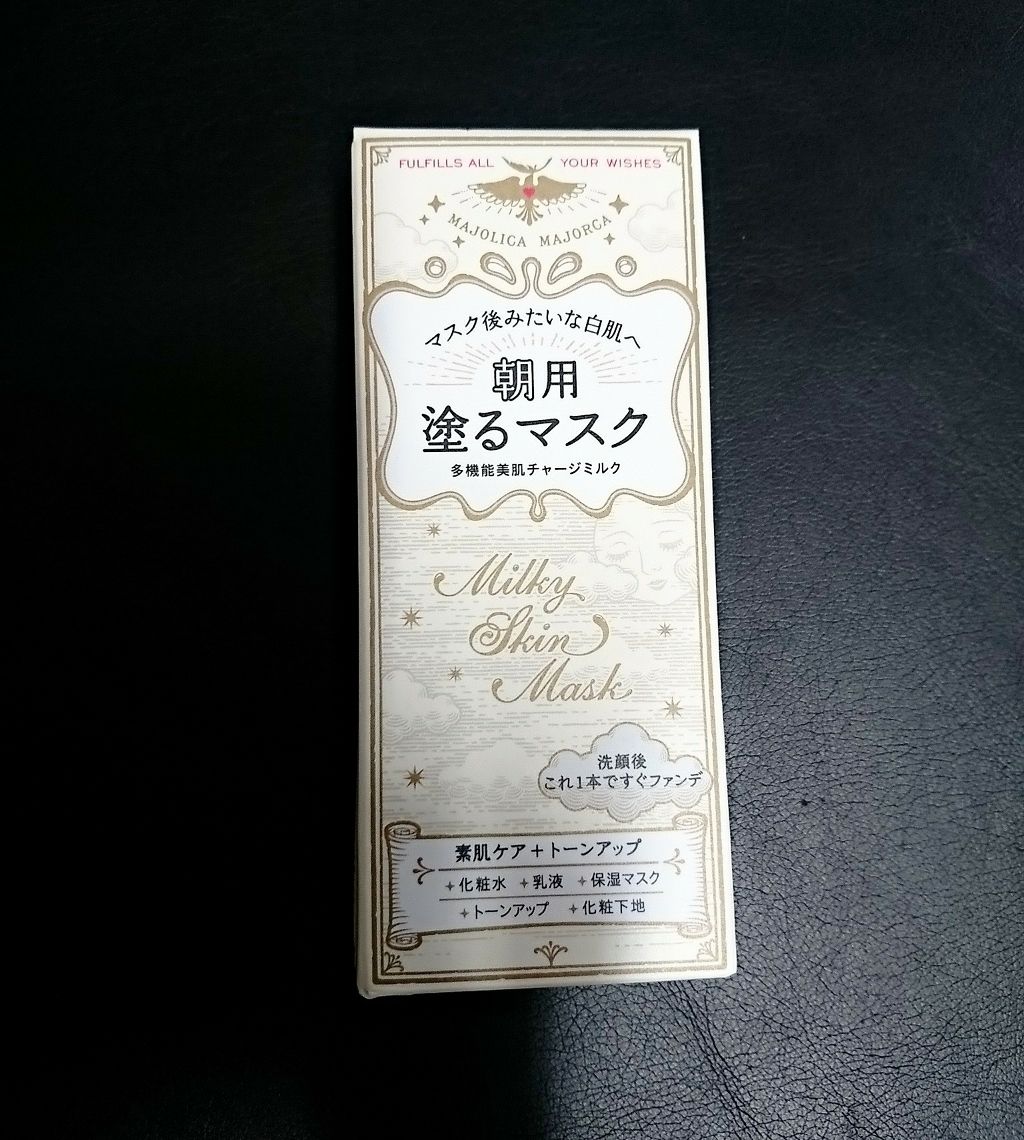 FULFILLS ALL YOUR WISHES
MAJOLICA MAJORCA
マスク後みたいな白肌へ
朝用
塗るマスク
多機能美肌チャージミルク
Milky
Skin
Mask
洗顔後
これ1本ですぐファンデ
素肌ケア+トーンアップ
化粧水 乳液 保湿マスク
トーンアップ 化粧下地